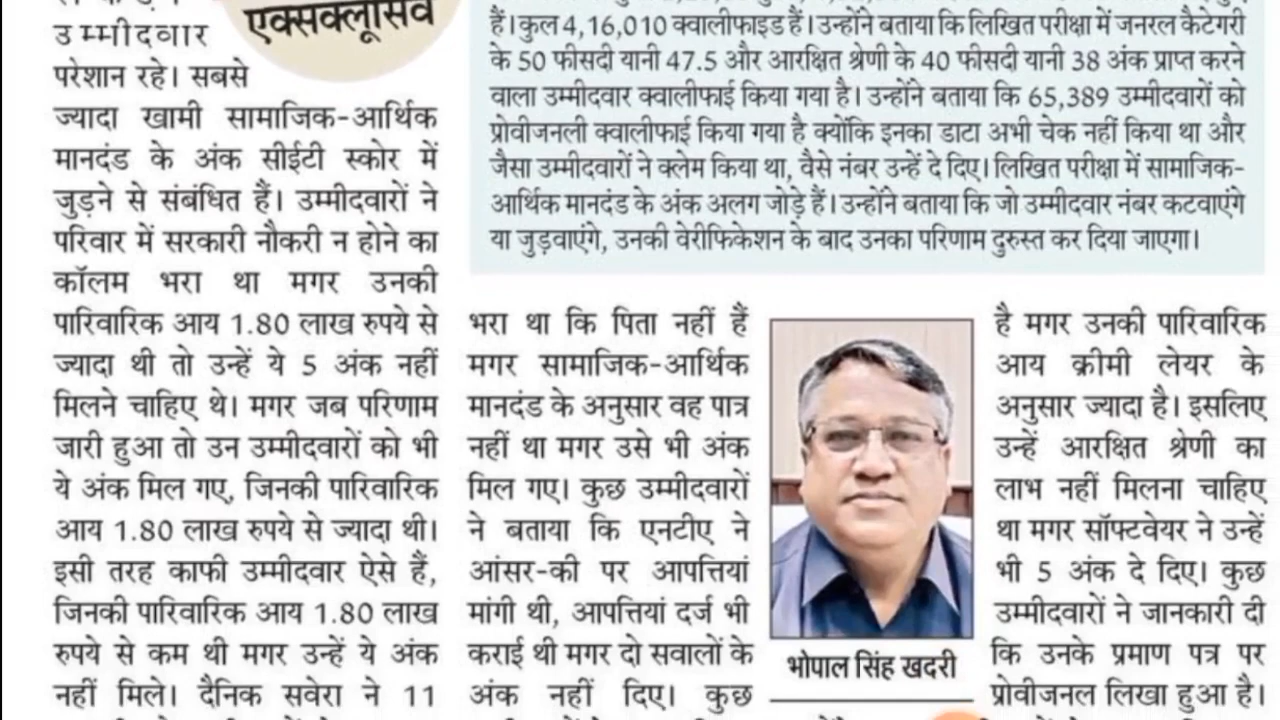 एक्सक्लूसिव
उम्मीदवार
परेशान रहे। सबसे
ज्यादा खामी सामाजिक-आर्थिक
मानदंड के अंक सीईटी स्कोर में
जुड़ने से संबंधित हैं। उम्मीदवारों ने
परिवार में सरकारी नौकरी न होने का
कॉलम भरा था मगर उनकी
पारिवारिक आय 1.80 लाख रुपये से
ज्यादा थी तो उन्हें ये 5 अंक नहीं
मिलने चाहिए थे। मगर जब परिणाम
जारी हुआ तो उन उम्मीदवारों को भी
ये अंक मिल गए, जिनकी पारिवारिक
आय 1.80 लाख रुपये से ज्यादा थी।
इसी तरह काफी उम्मीदवार ऐसे हैं,
जिनकी पारिवारिक आय 1.80 लाख
रुपये से कम थी मगर उन्हें ये अंक
नहीं मिले। दैनिक सवेरा ने 11
हैं। कुल 4,16,010 क्वालीफाइड हैं। उन्होंने बताया कि लिखित परीक्षा में जनरल कैटेगरी
के 50 फीसदी यानी 47.5 और आरक्षित श्रेणी के 40 फीसदी यानी 38 अंक प्राप्त करने
वाला उम्मीदवार क्वालीफाई किया गया है। उन्होंने बताया कि 65,389 उम्मीदवारों को
प्रोवीजनली क्वालीफाई किया गया है क्योंकि इनका डाटा अभी चेक नहीं किया था और
जैसा उम्मीदवारों ने क्लेम किया था, वैसे नंबर उन्हें दे दिए। लिखित परीक्षा में सामाजिक-
आर्थिक मानदंड के अंक अलग जोड़े हैं। उन्होंने बताया कि जो उम्मीदवार नंबर कटवाएंगे
या जुड़वाएंगे, उनकी वेरीफिकेशन के बाद उनका परिणाम दुरुस्त कर दिया जाएगा।
भरा था कि पिता नहीं हैं
मगर सामाजिक-आर्थिक
मानदंड के अनुसार वह पात्र
नहीं था मगर उसे भी अंक
मिल गए। कुछ उम्मीदवारों
ने बताया कि एनटीए ने
आंसर-की पर आपत्तियां
मांगी थी, आपत्तियां दर्ज भी
कराई थी मगर दो सवालों के
अंक नहीं दिए। कुछ
भोपाल सिंह खदरी
है मगर उनकी पारिवारिक
आय क्रीमी लेयर के
अनुसार ज्यादा है। इसलिए
उन्हें आरक्षित श्रेणी का
लाभ नहीं मिलना चाहिए
था मगर सॉफ्टवेयर ने उन्हें
भी 5 अंक दे दिए। कुछ
उम्मीदवारों ने जानकारी दी
कि उनके प्रमाण पत्र पर
प्रोवीजनल लिखा हुआ है।